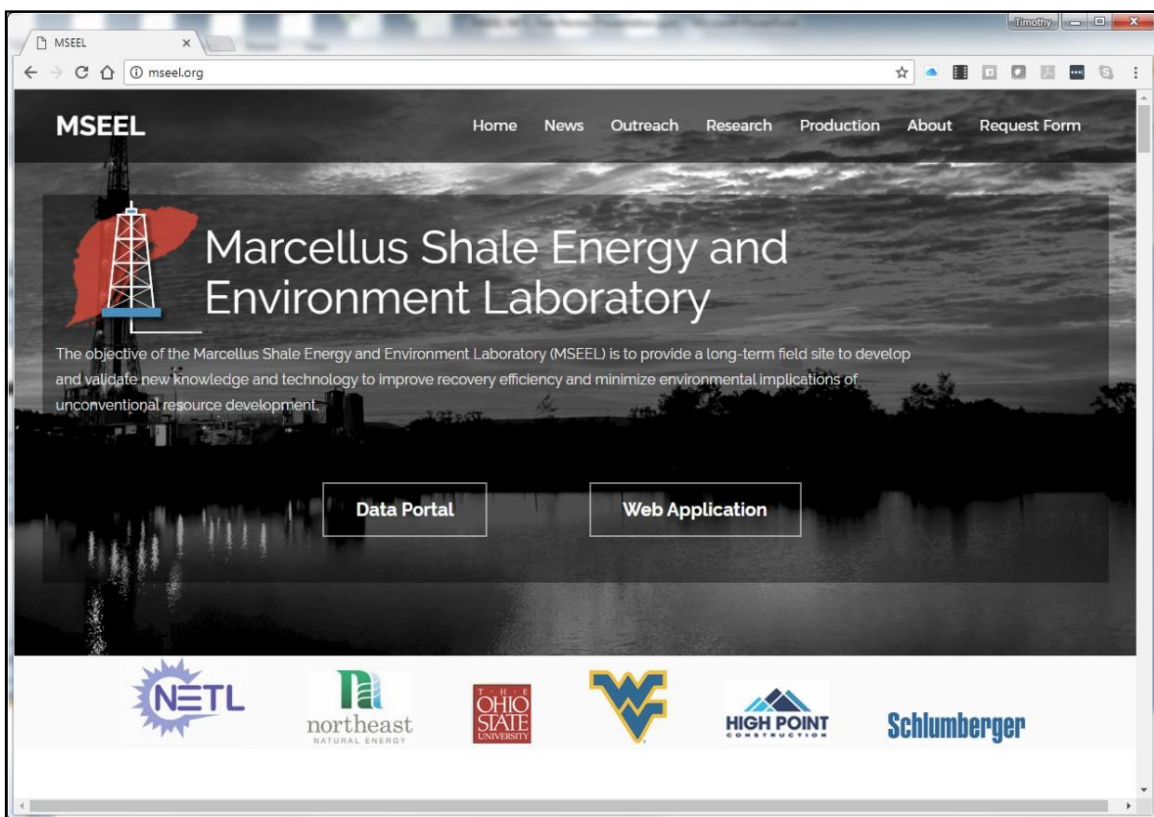 Timothy
MSEEL
mseel.org
MSEEL
Home News Outreach Research Production About Request Form
Marcellus Shale Energy and
Environment Laboratory
The objective of the Marcellus Shale Energy and Environment Laboratory (MSEEL) is to provide a long-term field site to develop
and validate new knowledge and technology to improve recovery efficiency and minimize environmental implications of
unconventional resource development.
Data Portal Web Application
NETL
northeast
NATURAL ENERGY
T·H·E
OHIO
STATE
UNIVERSITY
WV
HIGH POINT
CONSTRUCTION
Schlumberger